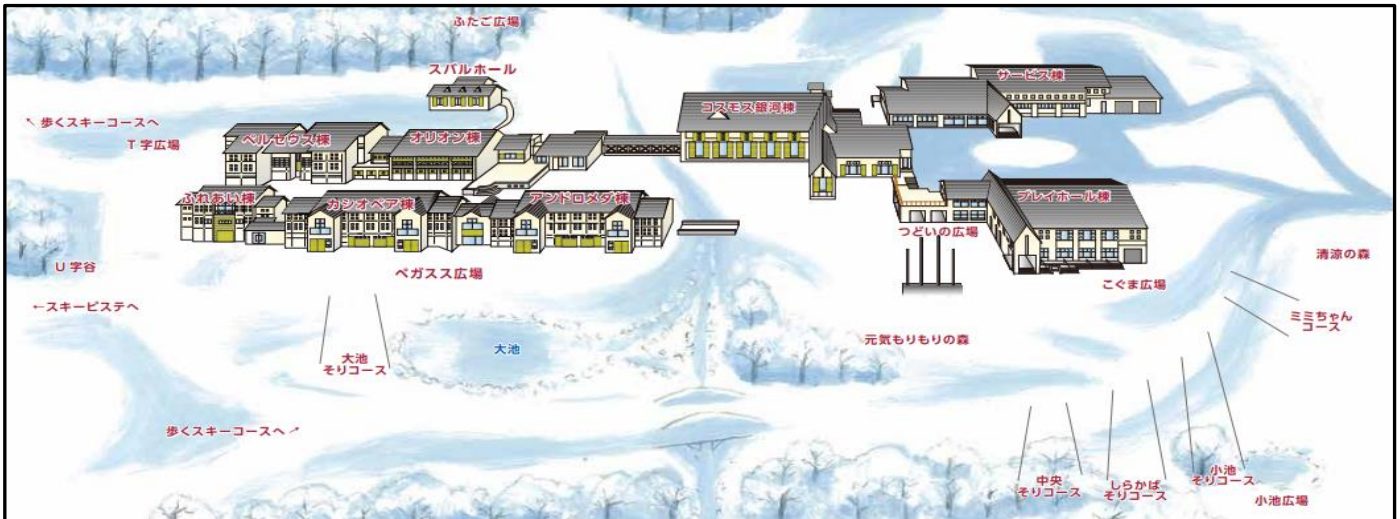 ふたご広場
スバルホール
サービス棟
コスモス銀河棟
↖ 歩くスキーコースへ
T字広場
ペルセウス棟
オリオン棟
ふれあい棟
カシオペア棟
アンドロメダ棟
プレイホール棟
つどいの広場
U字谷
ペガスス広場
こぐま広場
清涼の森
←スキーピステへ
ミミちゃん
コース
元気もりもりの森
大池
大池
そりコース
歩くスキーコースへ↗
中央
そりコース
しらかば
そりコース
小池
そりコース
小池広場